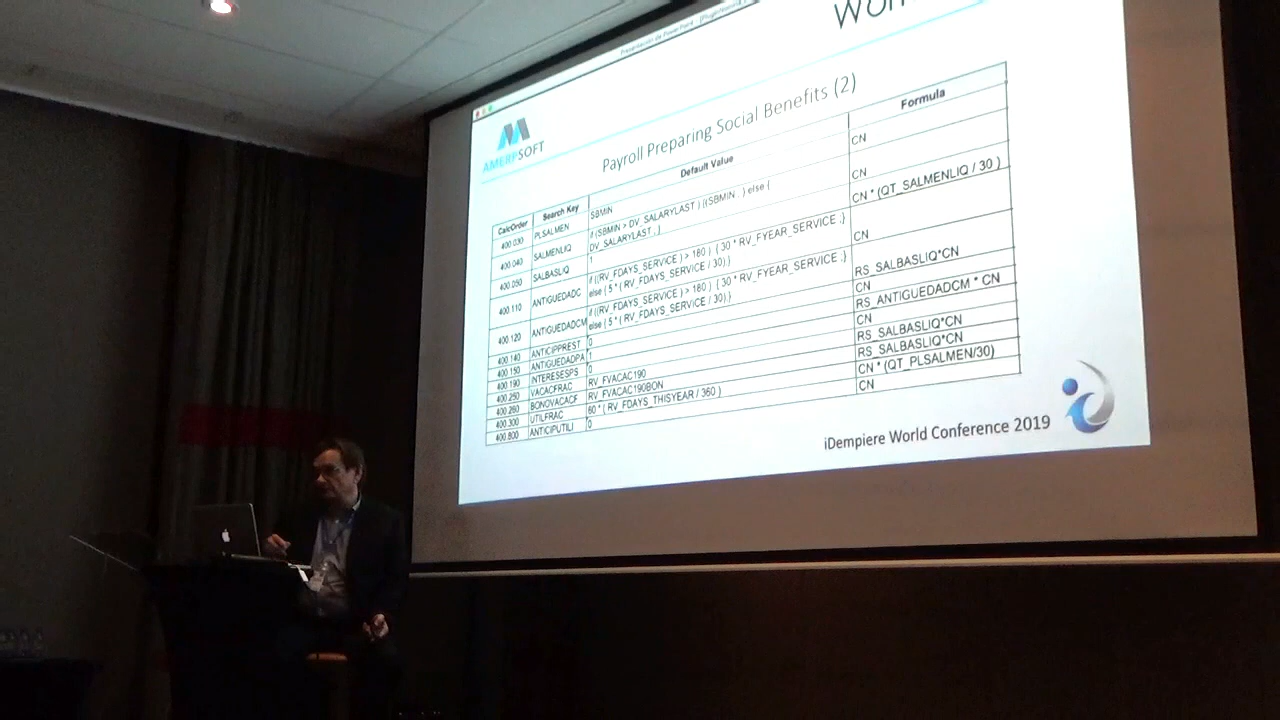 Presentación de PowerPoint - [PluginNomina]
Wor
AMERPSOFT
Payroll Preparing Social Benefits (2)
CalcOrder Search Key Default Value Formula
400.030 PLSALMEN SBMIN CN
400.040 SALMENLIQ if (SBMIN > DV_SALARYLAST ) {(SBMIN . } else {
DV_SALARYLAST ; } CN
400.050 SALBASLIQ 1 CN * (QT_SALMENLIQ / 30 )
400.110 ANTIGUEDADC if ((RV_FDAYS_SERVICE ) > 180 ) { 30 * RV_FYEAR_SERVICE ;}
else { 5 * ( RV_FDAYS_SERVICE / 30);} CN
400.120 ANTIGUEDADCM if ((RV_FDAYS_SERVICE ) > 180 ) { 30 * RV_FYEAR_SERVICE ;}
else { 5 * ( RV_FDAYS_SERVICE / 30);} RS_SALBASLIQ*CN
400.140 ANTICIPPREST 0 CN
400.150 ANTIGUEDADPA 1 RS_ANTIGUEDADCM * CN
400.190 NTERESESPS 0 CN
400.250 VACACFRAC RV_FVACAC190 RS_SALBASLIQ*CN
400.260 BONOVACACF RV_FVACAC190BON RS_SALBASLIQ*CN
400.300 UTILFRAC 60 * ( RV_FDAYS_THISYEAR / 360 ) CN * (QT_PLSALMEN/30)
400.800 ANTICIPUTILI 0 CN
iDempiere World Conference 2019